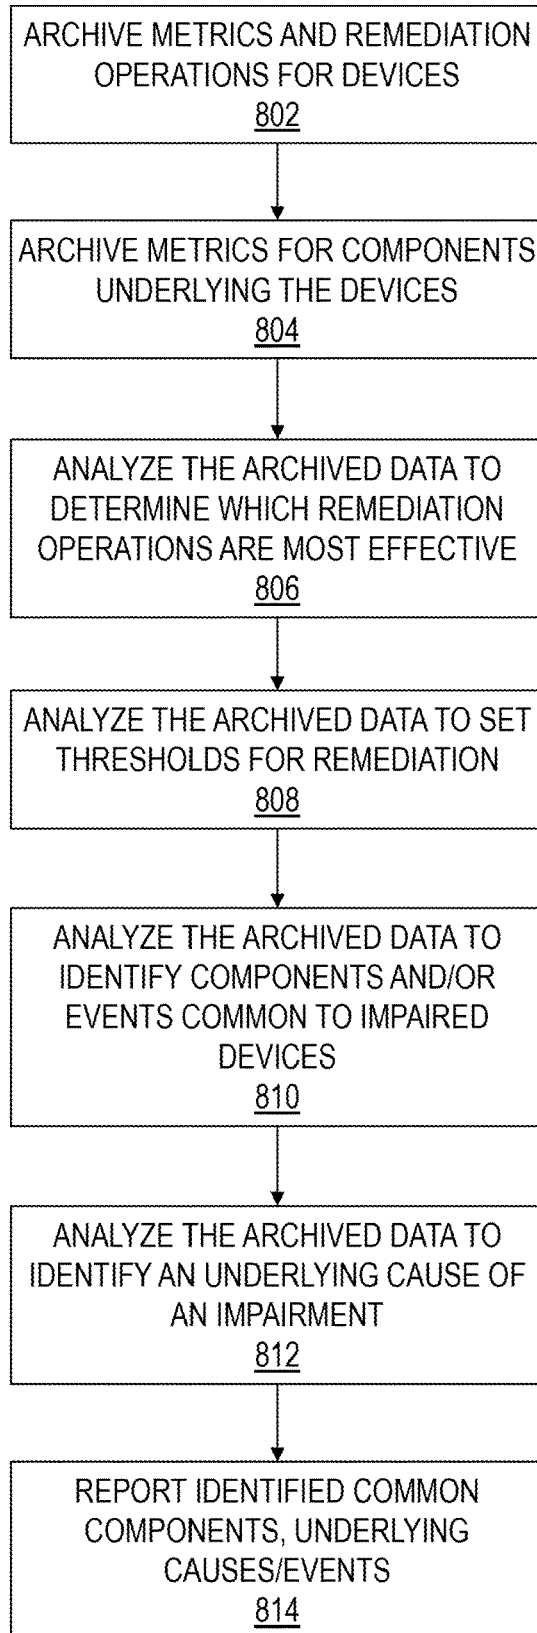 ARCHIVE METRICS AND REMEDIATION
OPERATIONS FOR DEVICES
802
ARCHIVE METRICS FOR COMPONENTS
UNDERLYING THE DEVICES
804
ANALYZE THE ARCHIVED DATA TO
DETERMINE WHICH REMEDIATION
OPERATIONS ARE MOST EFFECTIVE
806
ANALYZE THE ARCHIVED DATA TO SET
THRESHOLDS FOR REMEDIATION
808
ANALYZE THE ARCHIVED DATA TO
IDENTIFY COMPONENTS AND/OR
EVENTS COMMON TO IMPAIRED
DEVICES
810
ANALYZE THE ARCHIVED DATA TO
IDENTIFY AN UNDERLYING CAUSE OF
AN IMPAIRMENT
812
REPORT IDENTIFIED COMMON
COMPONENTS, UNDERLYING
CAUSES/EVENTS
814